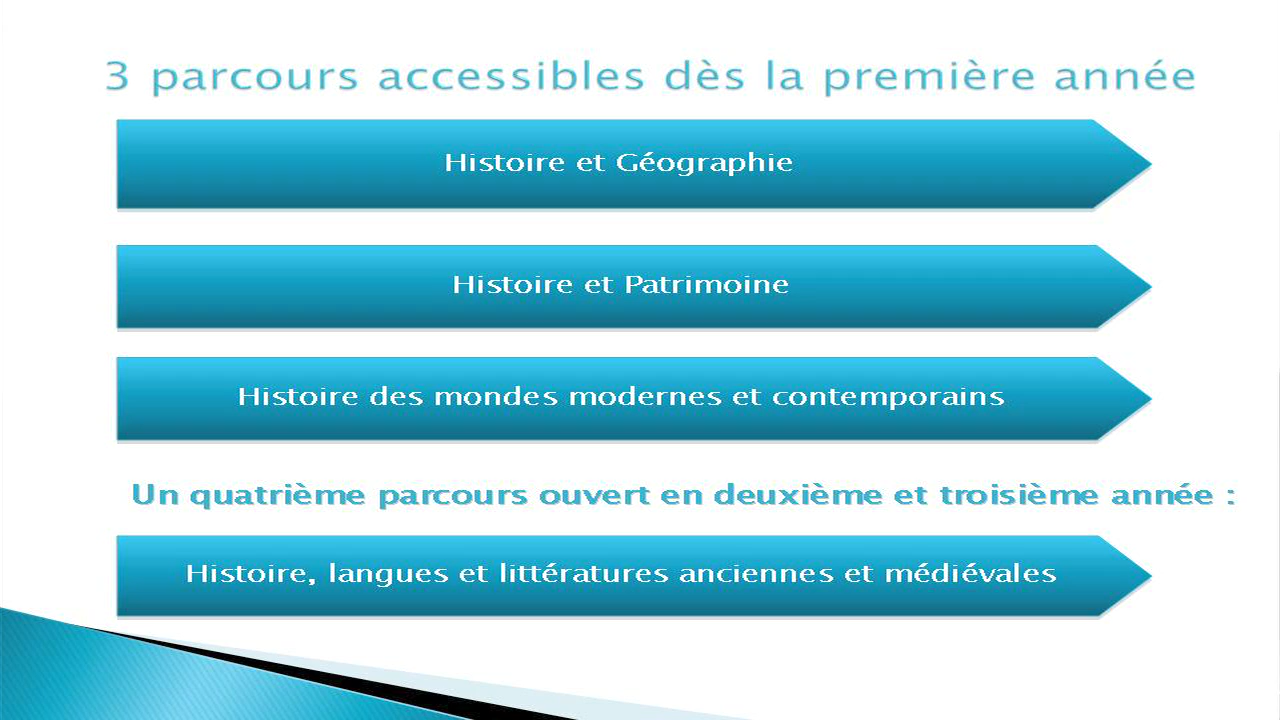 3 parcours accessibles dès la première année
Histoire et Géographie
Histoire et Patrimoine
Histoire des mondes modernes et contemporains
Un quatrième parcours ouvert en deuxième et troisième année :
Histoire, langues et littératures anciennes et médiévales